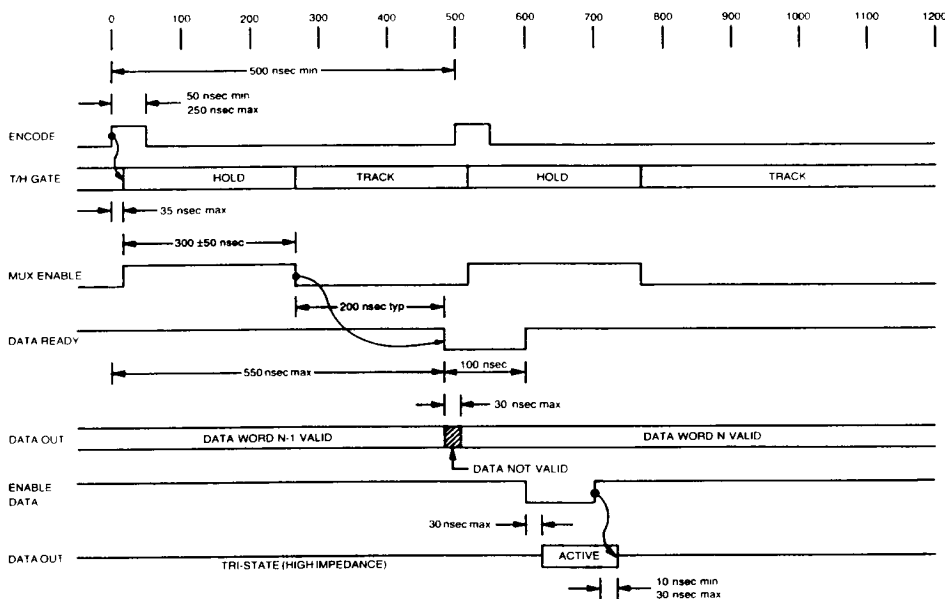 0 100 200 300 400 500 600 700 800 900 1000 1100 1200
500 nsec min
50 nsec min
250 nsec max
ENCODE
T/H GATE
HOLD TRACK HOLD TRACK
35 nsec max
300 ±50 nsec
MUX ENABLE
200 nsec typ
DATA READY
550 nsec max
100 nsec
30 nsec max
DATA OUT
DATA WORD N-1 VALID DATA WORD N VALID
DATA NOT VALID
ENABLE
DATA
30 nsec max
DATA OUT
TRI-STATE (HIGH IMPEDANCE)
ACTIVE
10 nsec min
30 nsec max